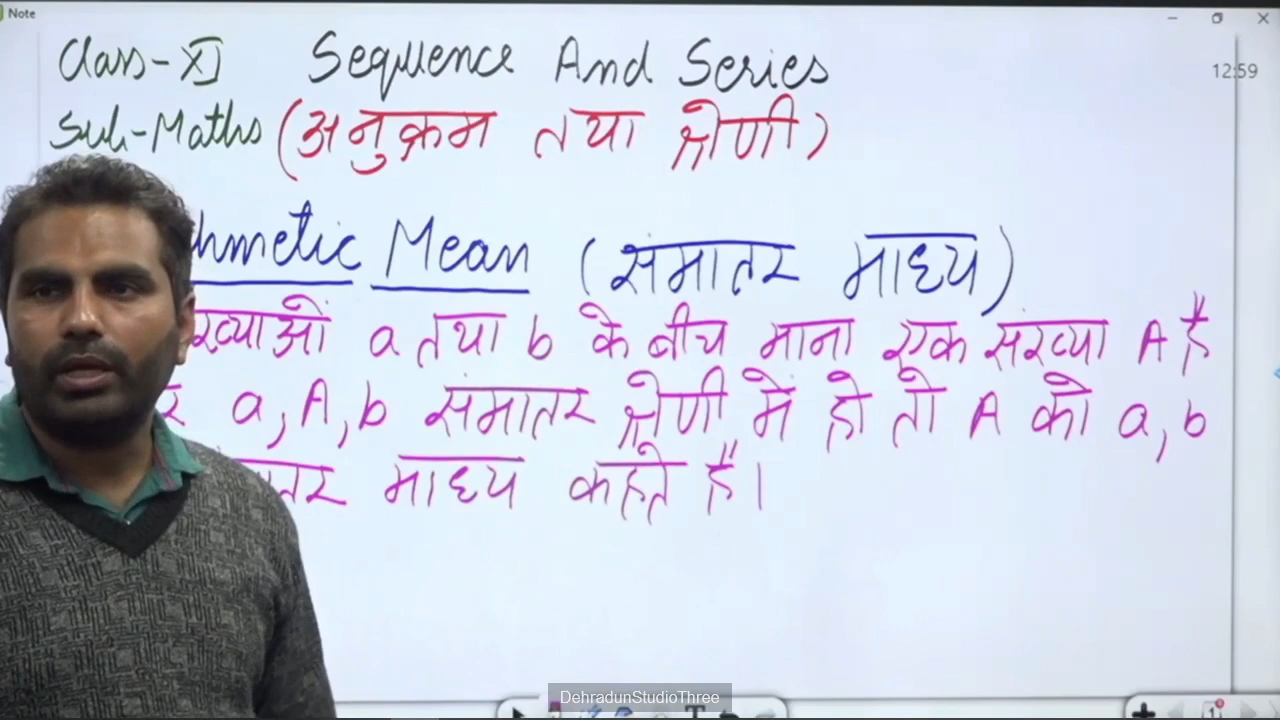 Note
Class-XI Sequence And Series
12:59
Sub-Maths (अनुक्रम तथा श्रेणी)
Mean (समातर माध्य)
a तथा b के बीच माना एक संख्या A है
a, A, b समातर श्रेणी में हो तो A को a, b
माध्य कहते हैं।
DehradunStudioThree